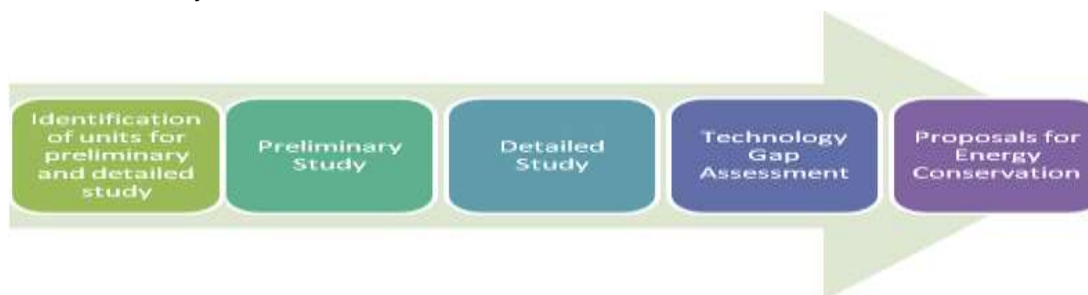 Identification
of units for
preliminary
and detailed
study
Preliminary
Study
Detailed
Study
Technology
Gap
Assessment
Proposals for
Energy
Conservation